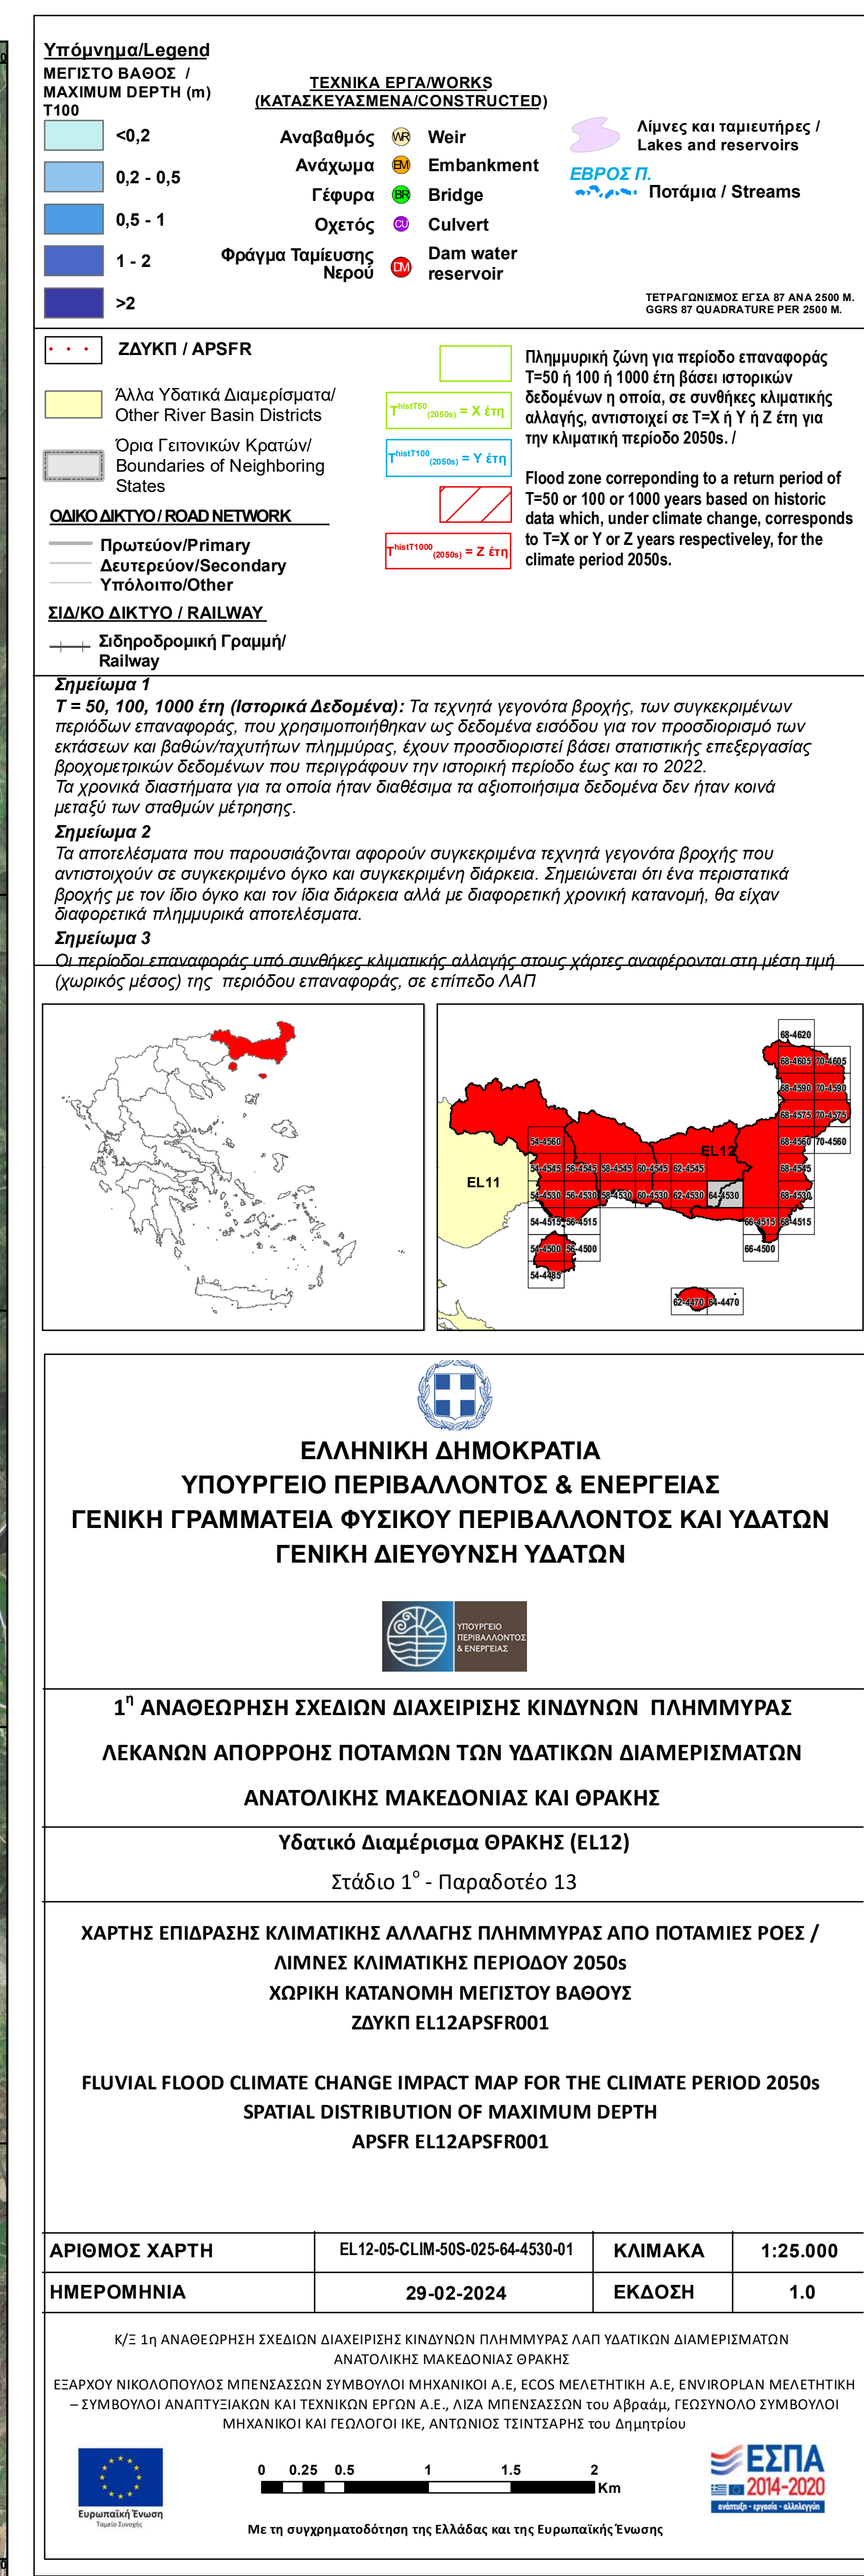 Υπόμνημα/Legend
ΜΕΓΙΣΤΟ ΒΑΘΟΣ /
MAXIMUM DEPTH (m)
T100
<0,2
0,2 - 0,5
0,5 - 1
1 - 2
>2
ΤΕΧΝΙΚΑ ΕΡΓΑ/WORKS
(ΚΑΤΑΣΚΕΥΑΣΜΕΝΑ/CONSTRUCTED)
Αναβαθμός WR Weir
Ανάχωμα EM Embankment
Γέφυρα BR Bridge
Οχετός CU Culvert
Φράγμα Ταμίευσης Νερού DM Dam water reservoir
Λίμνες και ταμιευτήρες /
Lakes and reservoirs
ΕΒΡΟΣ Π.
Ποτάμια / Streams
ΤΕΤΡΑΓΩΝΙΣΜΟΣ ΕΓΣΑ 87 ΑΝΑ 2500 Μ.
GGRS 87 QUADRATURE PER 2500 M.
ΖΔΥΚΠ / APSFR
Άλλα Υδατικά Διαμερίσματα/
Other River Basin Districts
Όρια Γειτονικών Κρατών/
Boundaries of Neighboring
States
ΟΔΙΚΟ ΔΙΚΤΥΟ / ROAD NETWORK
Πρωτεύον/Primary
Δευτερεύον/Secondary
Υπόλοιπο/Other
ΣΙΔ/ΚΟ ΔΙΚΤΥΟ / RAILWAY
Σιδηροδρομική Γραμμή/
Railway
T^histT50 (2050s) = X έτη
T^histT100 (2050s) = Y έτη
T^histT1000 (2050s) = Z έτη
Πλημμυρική ζώνη για περίοδο επαναφοράς
T=50 ή 100 ή 1000 έτη βάσει ιστορικών
δεδομένων η οποία, σε συνθήκες κλιματικής
αλλαγής, αντιστοιχεί σε T=X ή Y ή Z έτη για
την κλιματική περίοδο 2050s. /
Flood zone correponding to a return period of
T=50 or 100 or 1000 years based on historic
data which, under climate change, corresponds
to T=X or Y or Z years respectiveley, for the
climate period 2050s.
Σημείωμα 1
Τ = 50, 100, 1000 έτη (Ιστορικά Δεδομένα): Τα τεχνητά γεγονότα βροχής, των συγκεκριμένων
περιόδων επαναφοράς, που χρησιμοποιήθηκαν ως δεδομένα εισόδου για τον προσδιορισμό των
εκτάσεων και βαθών/ταχυτήτων πλημμύρας, έχουν προσδιοριστεί βάσει στατιστικής επεξεργασίας
βροχομετρικών δεδομένων που περιγράφουν την ιστορική περίοδο έως και το 2022.
Τα χρονικά διαστήματα για τα οποία ήταν διαθέσιμα τα αξιοποιήσιμα δεδομένα δεν ήταν κοινά
μεταξύ των σταθμών μέτρησης.
Σημείωμα 2
Τα αποτελέσματα που παρουσιάζονται αφορούν συγκεκριμένα τεχνητά γεγονότα βροχής που
αντιστοιχούν σε συγκεκριμένο όγκο και συγκεκριμένη διάρκεια. Σημειώνεται ότι ένα περιστατικά
βροχής με τον ίδιο όγκο και τον ίδια διάρκεια αλλά με διαφορετική χρονική κατανομή, θα είχαν
διαφορετικά πλημμυρικά αποτελέσματα.
Σημείωμα 3
Οι περίοδοι επαναφοράς υπό συνθήκες κλιματικής αλλαγής στους χάρτες αναφέρονται στη μέση τιμή
(χωρικός μέσος) της περιόδου επαναφοράς, σε επίπεδο ΛΑΠ
68-4620
68-4605 70-4605
68-4590 70-4590
68-4575 70-4575
54-4560 EL12 68-4560 70-4560
EL11
54-4545 56-4545 58-4545 60-4545 62-4545 68-4545
54-4530 56-4530 58-4530 60-4530 62-4530 64-4530 68-4530
54-4515 56-4515 66-4515 68-4515
54-4500 56-4500 66-4500
54-4485
62-4470 64-4470
ΕΛΛΗΝΙΚΗ ΔΗΜΟΚΡΑΤΙΑ
ΥΠΟΥΡΓΕΙΟ ΠΕΡΙΒΑΛΛΟΝΤΟΣ & ΕΝΕΡΓΕΙΑΣ
ΓΕΝΙΚΗ ΓΡΑΜΜΑΤΕΙΑ ΦΥΣΙΚΟΥ ΠΕΡΙΒΑΛΛΟΝΤΟΣ ΚΑΙ ΥΔΑΤΩΝ
ΓΕΝΙΚΗ ΔΙΕΥΘΥΝΣΗ ΥΔΑΤΩΝ
ΥΠΟΥΡΓΕΙΟ
ΠΕΡΙΒΑΛΛΟΝΤΟΣ
& ΕΝΕΡΓΕΙΑΣ
1η ΑΝΑΘΕΩΡΗΣΗ ΣΧΕΔΙΩΝ ΔΙΑΧΕΙΡΙΣΗΣ ΚΙΝΔΥΝΩΝ ΠΛΗΜΜΥΡΑΣ
ΛΕΚΑΝΩΝ ΑΠΟΡΡΟΗΣ ΠΟΤΑΜΩΝ ΤΩΝ ΥΔΑΤΙΚΩΝ ΔΙΑΜΕΡΙΣΜΑΤΩΝ
ΑΝΑΤΟΛΙΚΗΣ ΜΑΚΕΔΟΝΙΑΣ ΚΑΙ ΘΡΑΚΗΣ
Υδατικό Διαμέρισμα ΘΡΑΚΗΣ (EL12)
Στάδιο 1ο - Παραδοτέο 13
ΧΑΡΤΗΣ ΕΠΙΔΡΑΣΗΣ ΚΛΙΜΑΤΙΚΗΣ ΑΛΛΑΓΗΣ ΠΛΗΜΜΥΡΑΣ ΑΠΟ ΠΟΤΑΜΙΕΣ ΡΟΕΣ /
ΛΙΜΝΕΣ ΚΛΙΜΑΤΙΚΗΣ ΠΕΡΙΟΔΟΥ 2050s
ΧΩΡΙΚΗ ΚΑΤΑΝΟΜΗ ΜΕΓΙΣΤΟΥ ΒΑΘΟΥΣ
ΖΔΥΚΠ EL12APSFR001
FLUVIAL FLOOD CLIMATE CHANGE IMPACT MAP FOR THE CLIMATE PERIOD 2050s
SPATIAL DISTRIBUTION OF MAXIMUM DEPTH
APSFR EL12APSFR001
ΑΡΙΘΜΟΣ ΧΑΡΤΗ EL12-05-CLIM-50S-025-64-4530-01 ΚΛΙΜΑΚΑ 1:25.000
ΗΜΕΡΟΜΗΝΙΑ 29-02-2024 ΕΚΔΟΣΗ 1.0
Κ/Ξ 1η ΑΝΑΘΕΩΡΗΣΗ ΣΧΕΔΙΩΝ ΔΙΑΧΕΙΡΙΣΗΣ ΚΙΝΔΥΝΩΝ ΠΛΗΜΜΥΡΑΣ ΛΑΠ ΥΔΑΤΙΚΩΝ ΔΙΑΜΕΡΙΣΜΑΤΩΝ
ΑΝΑΤΟΛΙΚΗΣ ΜΑΚΕΔΟΝΙΑΣ ΘΡΑΚΗΣ
ΕΞΑΡΧΟΥ ΝΙΚΟΛΟΠΟΥΛΟΣ ΜΠΕΝΣΑΣΣΩΝ ΣΥΜΒΟΥΛΟΙ ΜΗΧΑΝΙΚΟΙ Α.Ε, ECOS ΜΕΛΕΤΗΤΙΚΗ Α.Ε, ENVIROPLAN ΜΕΛΕΤΗΤΙΚΗ
– ΣΥΜΒΟΥΛΟΙ ΑΝΑΠΤΥΞΙΑΚΩΝ ΚΑΙ ΤΕΧΝΙΚΩΝ ΕΡΓΩΝ Α.Ε., ΛΙΖΑ ΜΠΕΝΣΑΣΣΩΝ του Αβραάμ, ΓΕΩΣΥΝΟΛΟ ΣΥΜΒΟΥΛΟΙ
ΜΗΧΑΝΙΚΟΙ ΚΑΙ ΓΕΩΛΟΓΟΙ ΙΚΕ, ΑΝΤΩΝΙΟΣ ΤΣΙΝΤΣΑΡΗΣ του Δημητρίου
Ευρωπαϊκή Ένωση
Ταμείο Συνοχής
0 0.25 0.5 1 1.5 2
Km
Με τη συγχρηματοδότηση της Ελλάδας και της Ευρωπαϊκής Ένωσης
ΕΣΠΑ
2014-2020
ανάπτυξη - εργασία - αλληλεγγύη